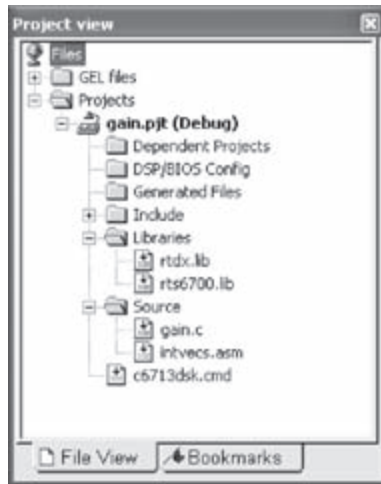 Project view
Files
GEL files
Projects
gain.pjt (Debug)
Dependent Projects
DSP/BIOS Config
Generated Files
Include
Libraries
rtdx.lib
rts6700.lib
Source
gain.c
intvecs.asm
c6713dsk.cmd
File View Bookmarks